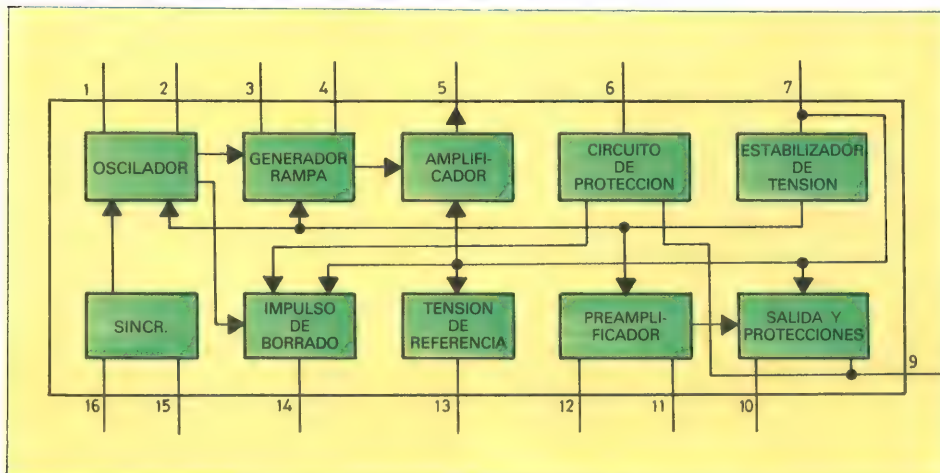 1 2 3 4 5 6 7
OSCILADOR
GENERADOR
RAMPA
AMPLIFI-
CADOR
CIRCUITO
DE
PROTECCION
ESTABILIZADOR
DE
TENSION
SINCR.
IMPULSO
DE
BORRADO
TENSION
DE
REFERENCIA
PREAMPLI-
FICADOR
SALIDA Y
PROTECCIONES
9
16 15 14 13 12 11 10